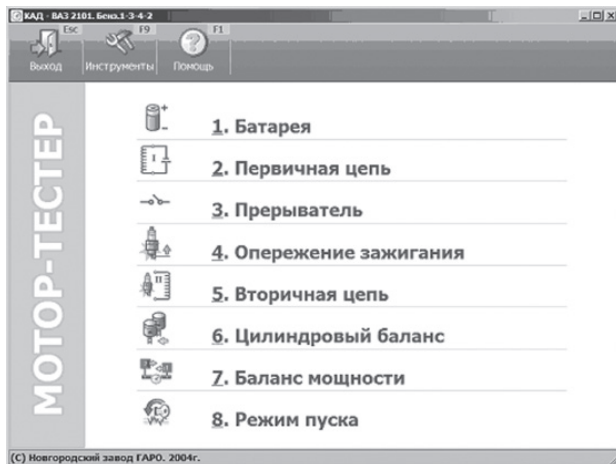 КАД - ВАЗ 2101. Бенз.1-3-4-2
Esc F9 F1
Выход Инструменты Помощь
МОТОР-ТЕСТЕР
1. Батарея
2. Первичная цепь
3. Прерыватель
4. Опережение зажигания
5. Вторичная цепь
6. Цилиндровый баланс
7. Баланс мощности
8. Режим пуска
(С) Новгородский завод ГАРО. 2004г.